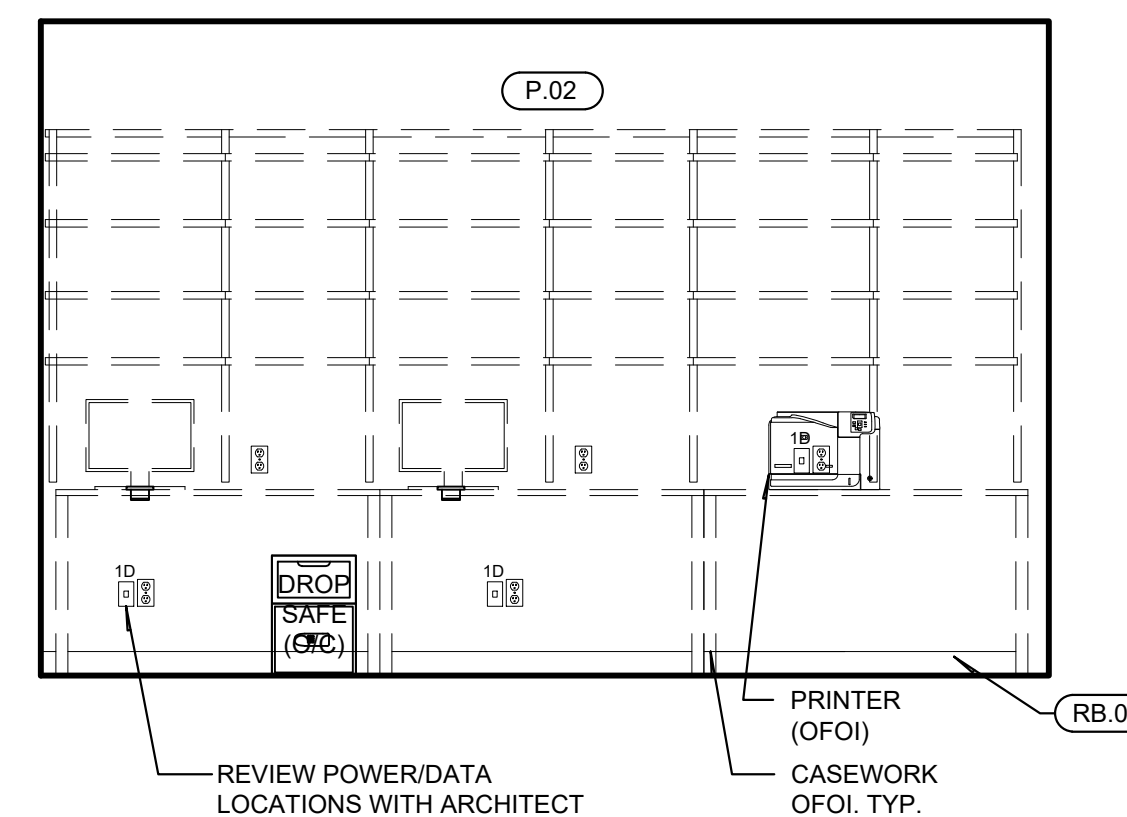 P.02
1D
1D
1D
DROP
SAFE
(O/C)
PRINTER
(OFOI)
RB.0
REVIEW POWER/DATA
LOCATIONS WITH ARCHITECT
CASEWORK
OFOI. TYP.